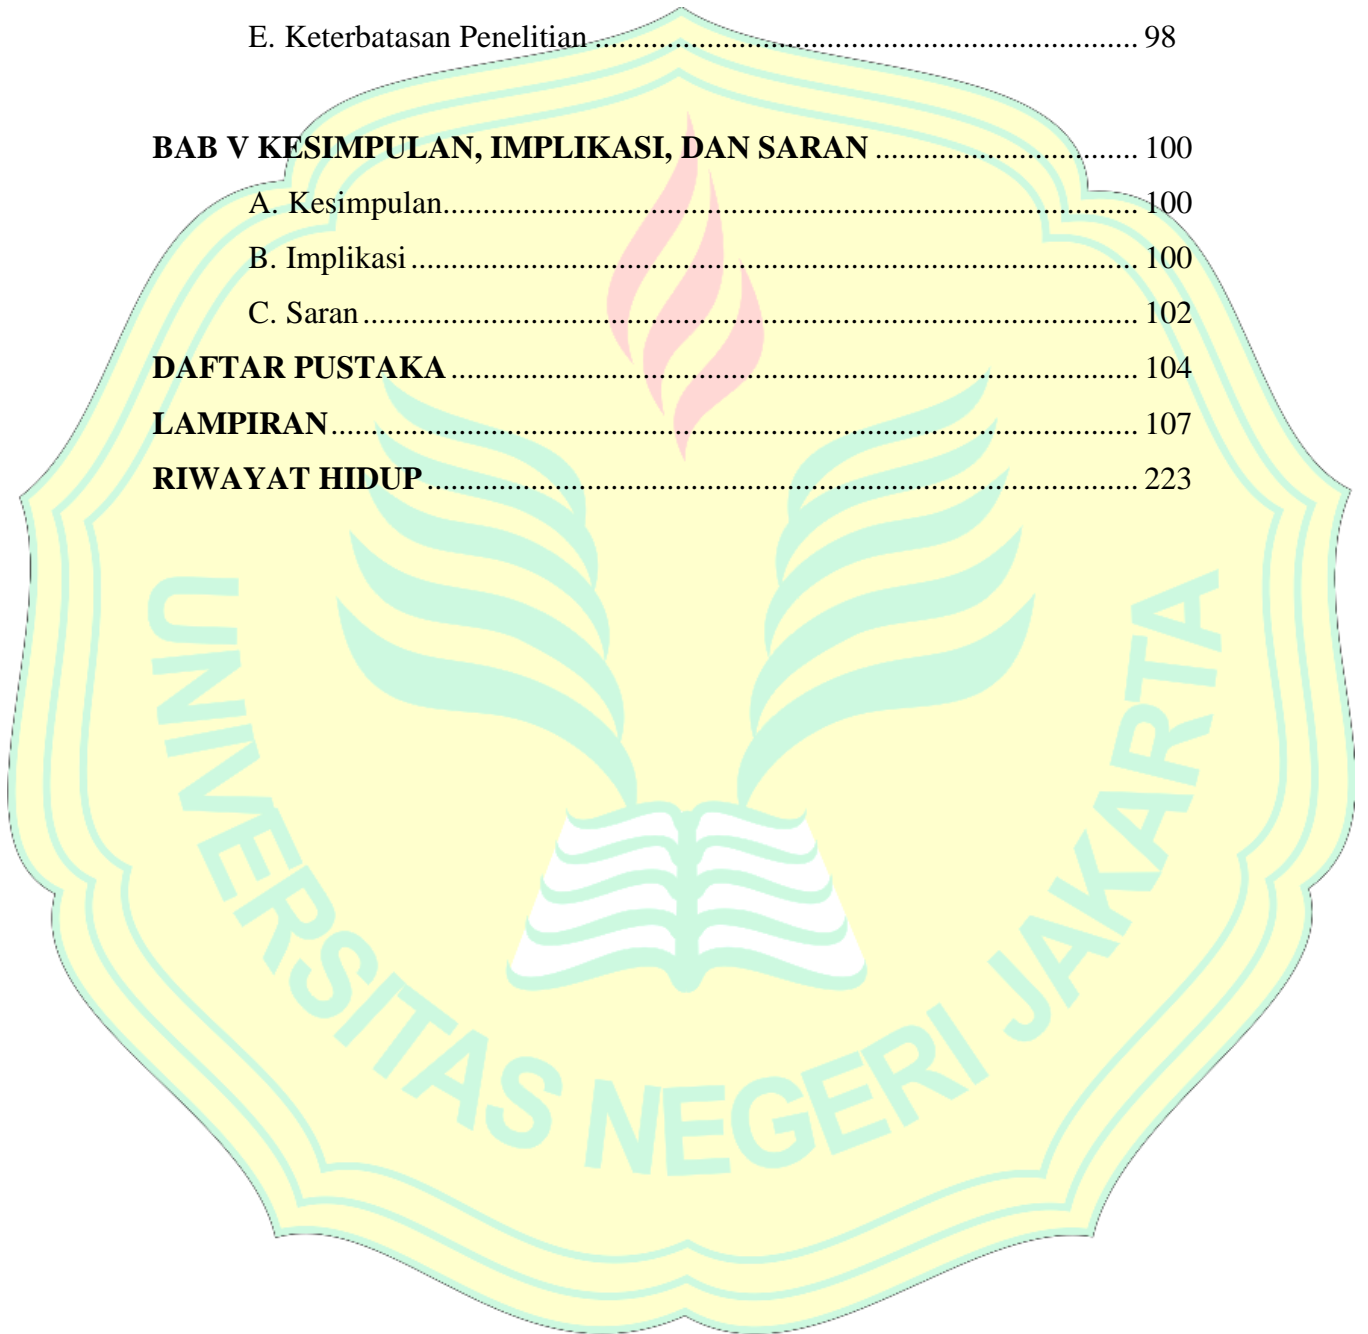 E. Keterbatasan Penelitian .................................................................... 98
BAB V KESIMPULAN, IMPLIKASI, DAN SARAN ................................. 100
A. Kesimpulan....................................................................................... 100
B. Implikasi ........................................................................................... 100
C. Saran ................................................................................................. 102
DAFTAR PUSTAKA ...................................................................................... 104
LAMPIRAN..................................................................................................... 107
RIWAYAT HIDUP ......................................................................................... 223
UNIVERSITAS NEGERI JAKARTA